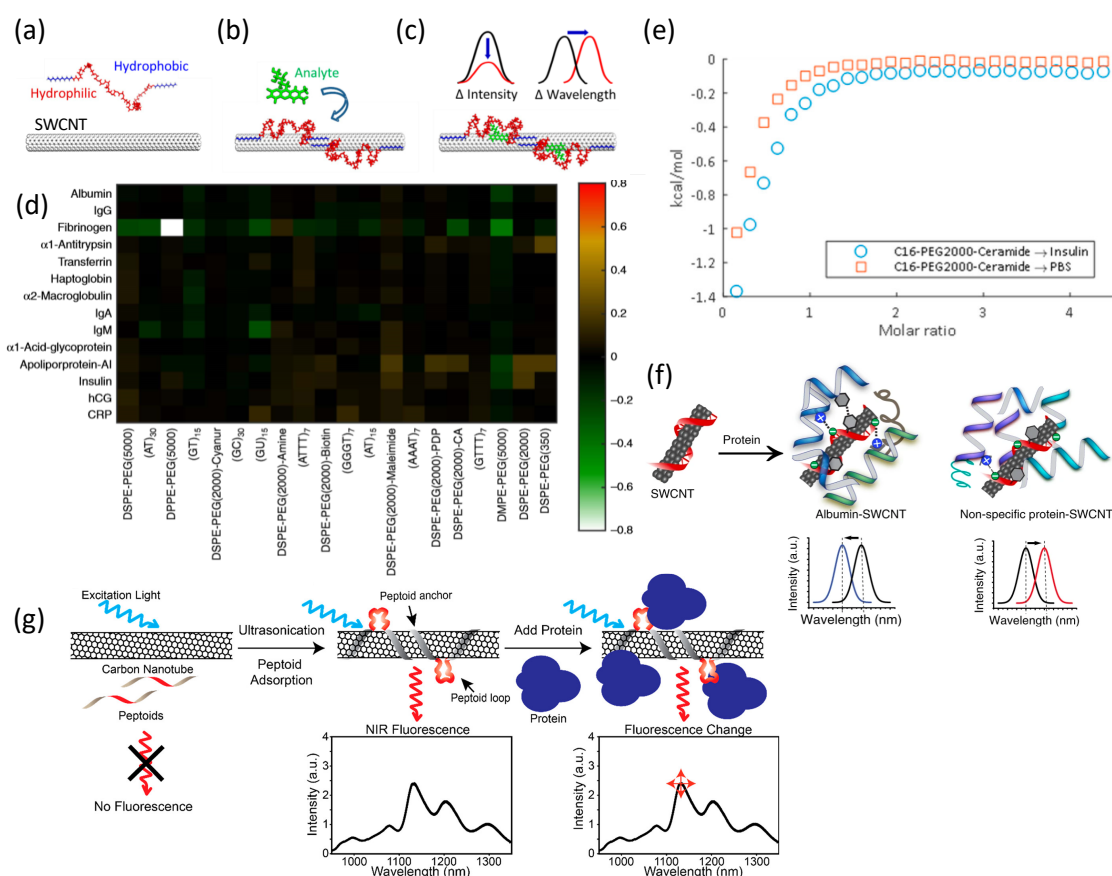 (a)
Hydrophobic
Hydrophilic
SWCNT
(b)
Analyte
(c)
Δ Intensity
Δ Wavelength
(d)
Albumin
IgG
Fibrinogen
α1-Antitrypsin
Transferrin
Haptoglobin
α2-Macroglobulin
IgA
IgM
α1-Acid-glycoprotein
Apoliporprotein-AI
Insulin
hCG
CRP
DSPE-PEG(5000)
(AT)30
DPPE-PEG(5000)
(GT)15
DSPE-PEG(2000)-Cyanur
(GC)30
(GU)15
DSPE-PEG(2000)-Amine
(ATTT)7
DSPE-PEG(2000)-Biotin
(GGGT)7
(AT)15
DSPE-PEG(2000)-Maleimide
(AAAT)7
DSPE-PEG(2000)-PDP
DSPE-PEG(2000)-CA
(GTTT)7
DMPE-PEG(5000)
DSPE-PEG(2000)
DSPE-PEG(350)
0.8
0.6
0.4
0.2
0
−0.2
−0.4
−0.6
−0.8
(e)
kcal/mol
0
-0.2
-0.4
-0.6
-0.8
-1
-1.2
-1.4
C16-PEG2000-Ceramide → Insulin
C16-PEG2000-Ceramide → PBS
0 1 2 3 4
Molar ratio
(f)
SWCNT
Protein
Albumin-SWCNT
Non-specific protein-SWCNT
Intensity (a.u.)
Wavelength (nm)
Intensity (a.u.)
Wavelength (nm)
(g)
Excitation Light
Carbon Nanotube
Peptoids
No Fluorescence
Ultrasonication
Peptoid
Adsorption
Peptoid anchor
Peptoid loop
Add Protein
Protein
NIR Fluorescence
Intensity (a.u.)
4
3
2
1
0
1000 1100 1200 1300
Wavelength (nm)
Fluorescence Change
Intensity (a.u.)
4
3
2
1
0
1000 1100 1200 1300
Wavelength (nm)